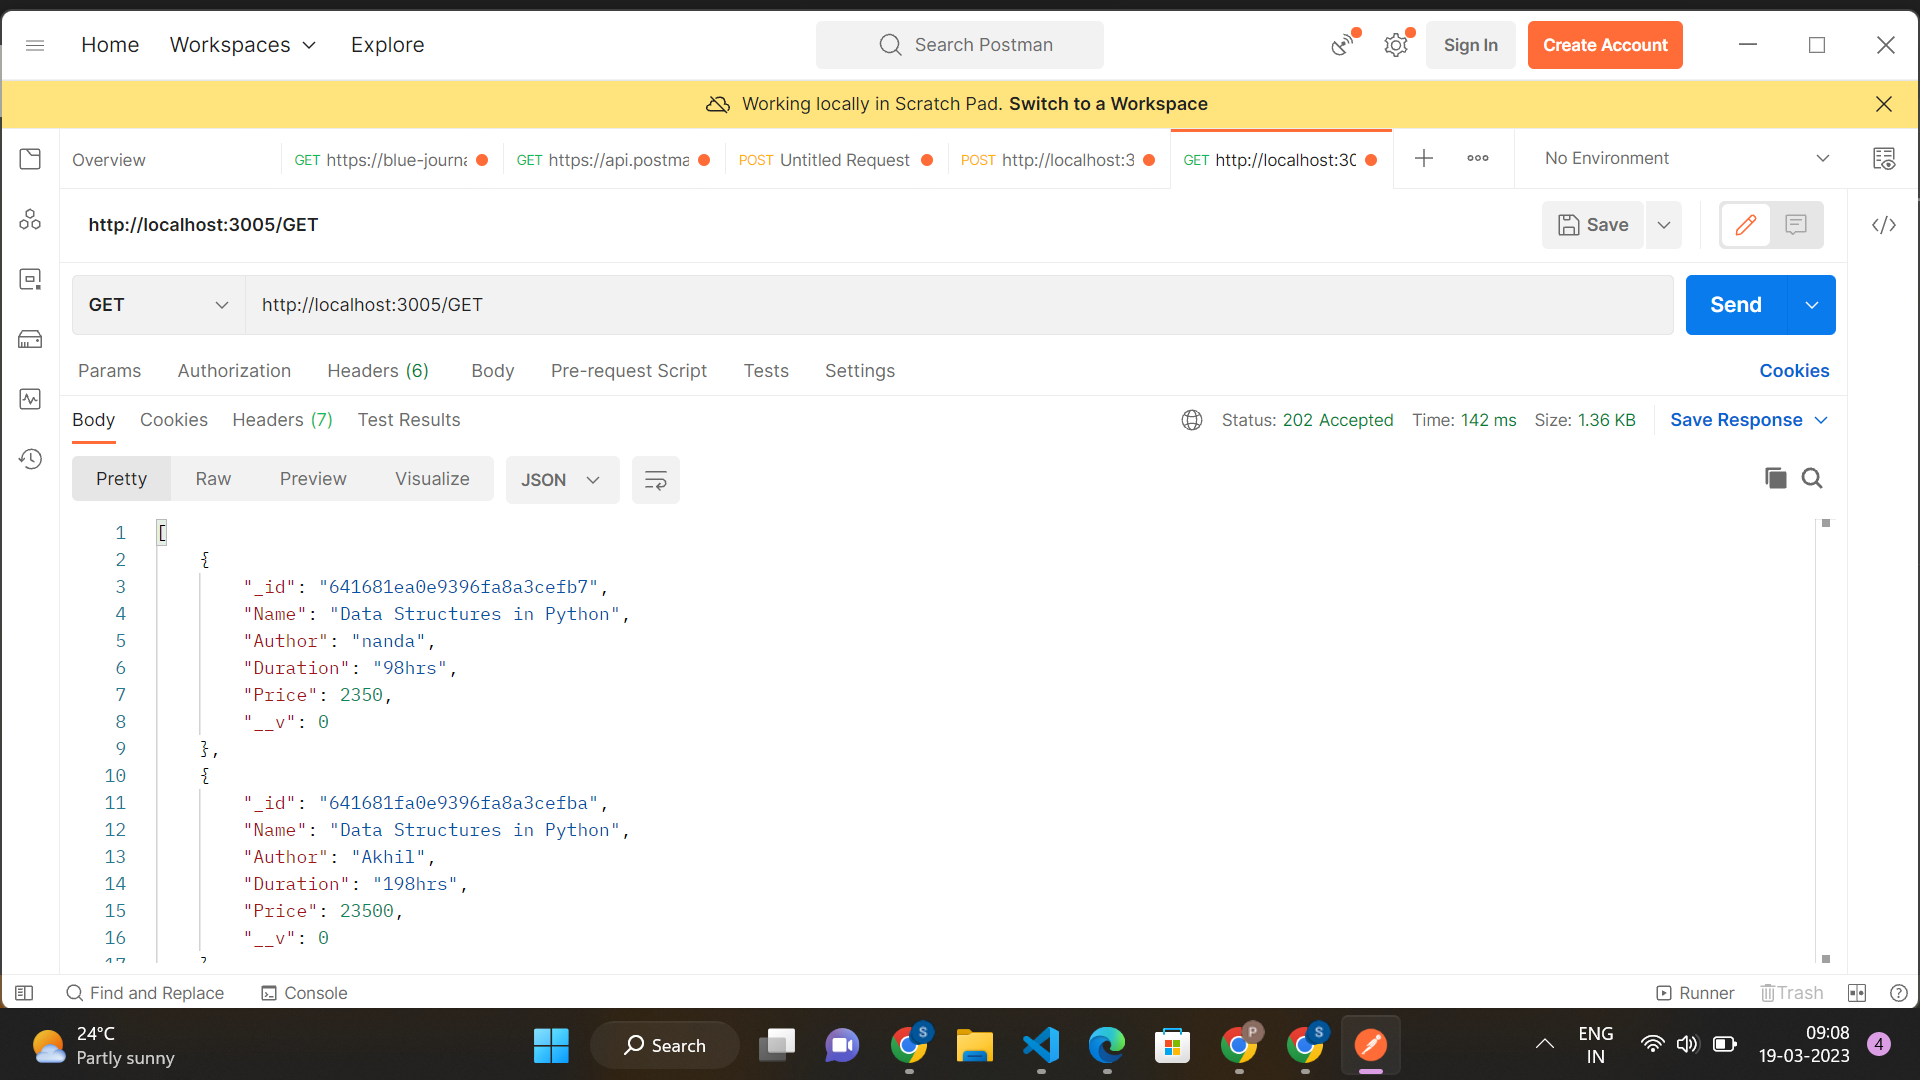 Home Workspaces Explore Search Postman Sign In Create Account
Working locally in Scratch Pad. Switch to a Workspace
Overview GET https://blue-journa GET https://api.postma POST Untitled Request POST http://localhost:3 GET http://localhost:30 No Environment
http://localhost:3005/GET Save
GET http://localhost:3005/GET Send
Params Authorization Headers (6) Body Pre-request Script Tests Settings Cookies
Body Cookies Headers (7) Test Results Status: 202 Accepted Time: 142 ms Size: 1.36 KB Save Response
Pretty Raw Preview Visualize JSON
1 [
2 {
3 "_id": "641681ea0e9396fa8a3cefb7",
4 "Name": "Data Structures in Python",
5 "Author": "nanda",
6 "Duration": "98hrs",
7 "Price": 2350,
8 "__v": 0
9 },
10 {
11 "_id": "641681fa0e9396fa8a3cefba",
12 "Name": "Data Structures in Python",
13 "Author": "Akhil",
14 "Duration": "198hrs",
15 "Price": 23500,
16 "__v": 0
17 }
Find and Replace Console Runner Trash
24°C
Partly sunny
Search
S P S
ENG
IN
09:08
19-03-2023
4